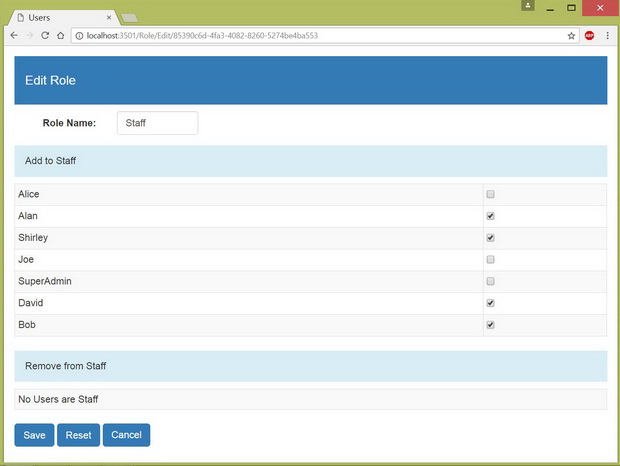 Users
localhost:3501/Role/Edit/85390c6d-4fa3-4082-8260-5274be4ba553
ABP
Edit Role
Role Name: Staff
Add to Staff
Alice
Alan
Shirley
Joe
SuperAdmin
David
Bob
Remove from Staff
No Users are Staff
Save Reset Cancel